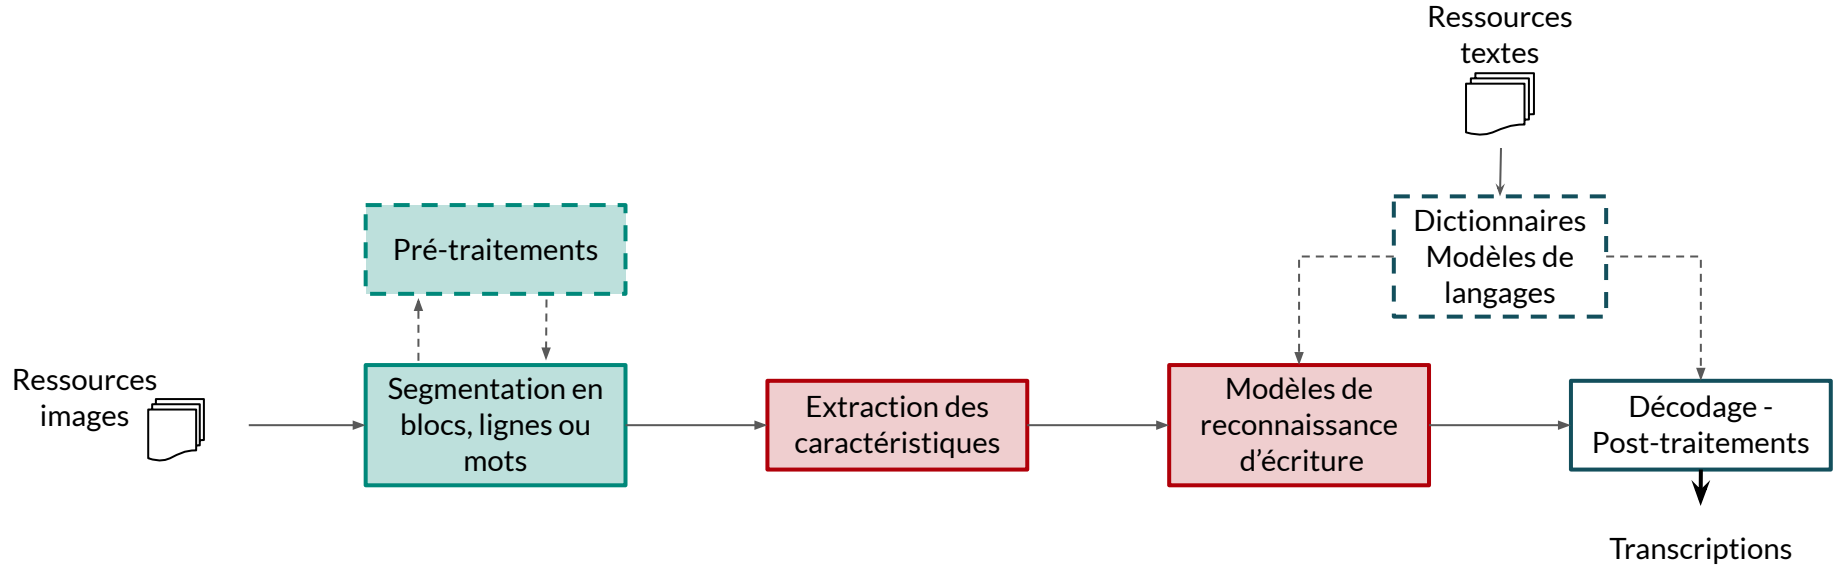 Ressources
textes
Dictionnaires
Modèles de
langages
Pré-traitements
Ressources
images
Segmentation en
blocs, lignes ou
mots
Extraction des
caractéristiques
Modèles de
reconnaissance
d’écriture
Décodage -
Post-traitements
Transcriptions